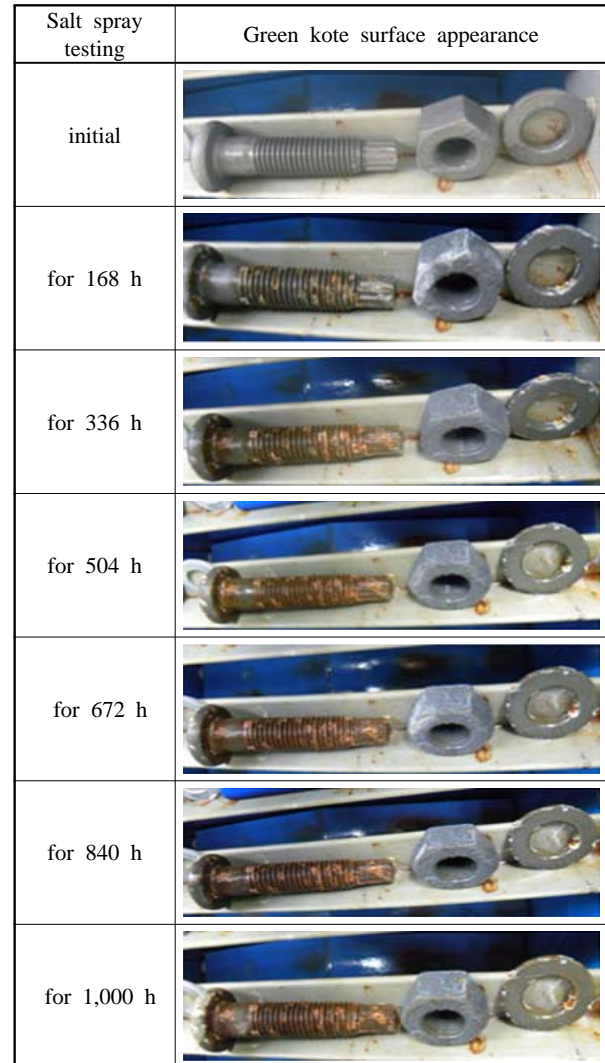 Salt spray
testing
Green kote surface appearance
initial
for 168 h
for 336 h
for 504 h
for 672 h
for 840 h
for 1,000 h